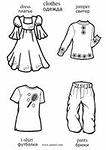 dress
платье
clothes
одежда
jumper
свитер
t-shirt
футболка
pants
брюки